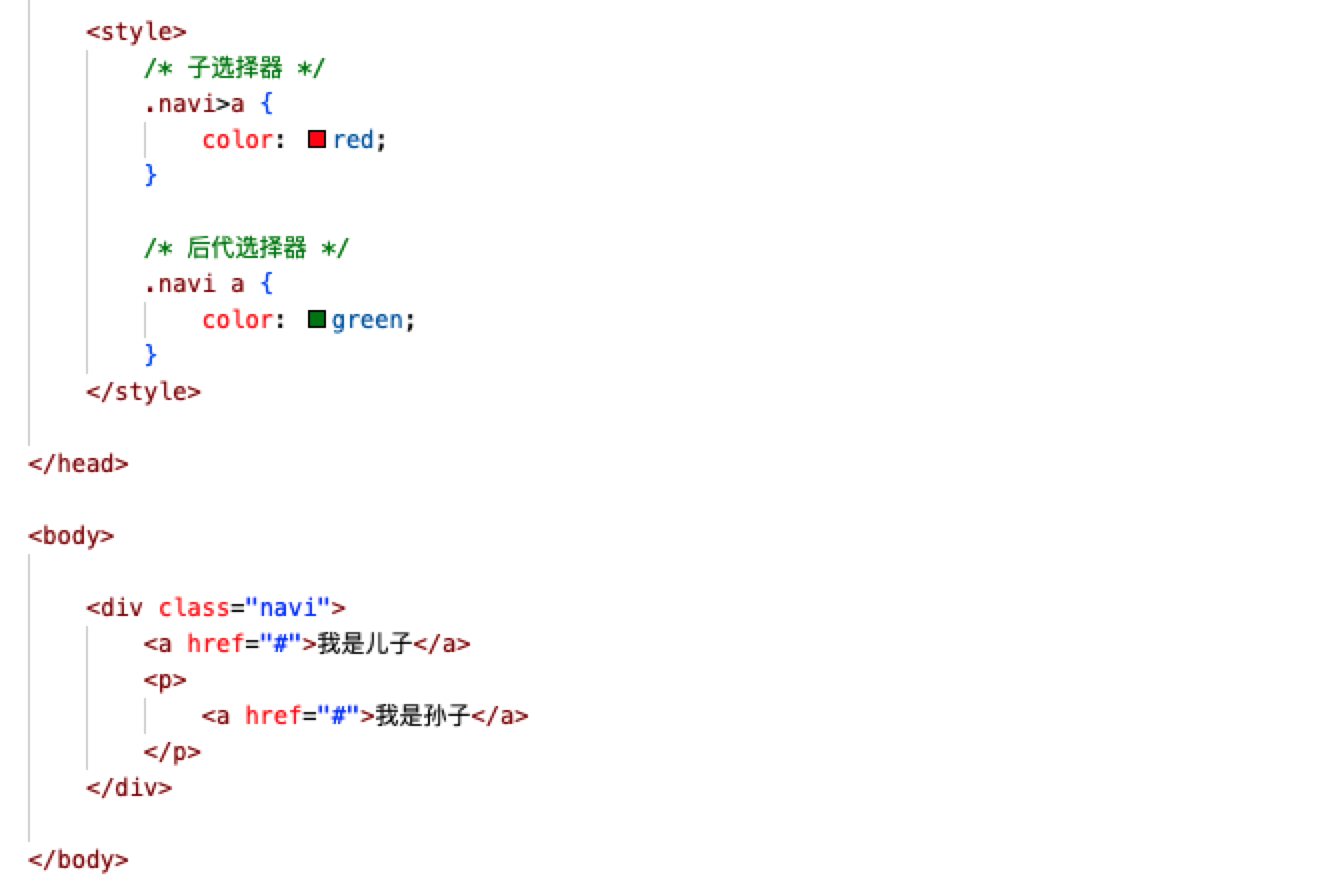 <style>
/* 子选择器 */
.navi>a {
color: red;
}
/* 后代选择器 */
.navi a {
color: green;
}
</style>
</head>
<body>
<div class="navi">
<a href="#">我是儿子</a>
<p>
<a href="#">我是孙子</a>
</p>
</div>
</body>